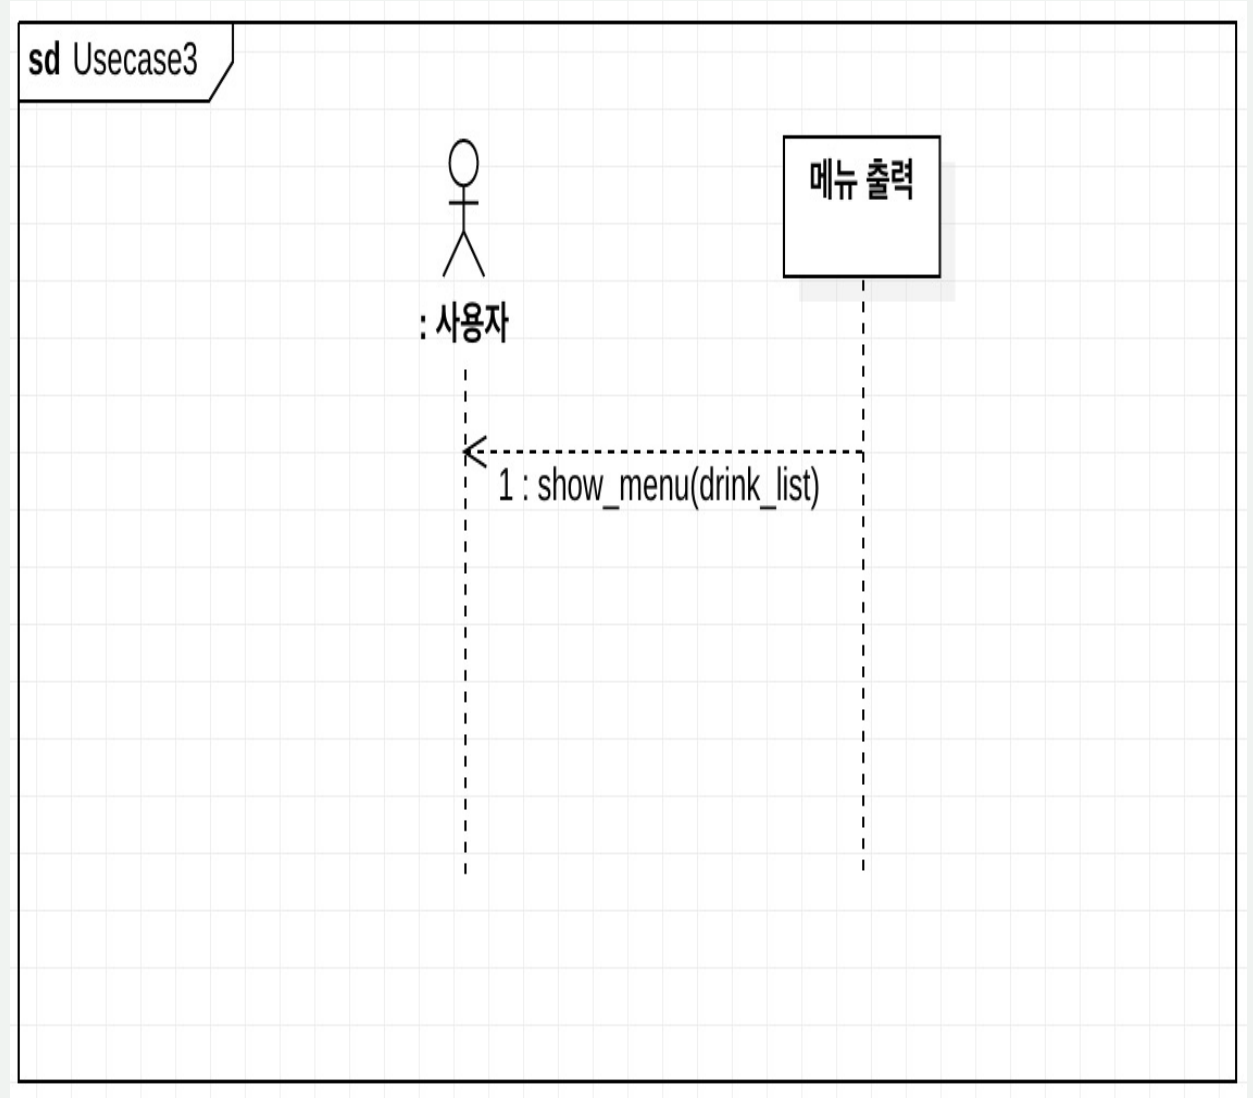 sd Usecase3
메뉴 출력
: 사용자
1 : show_menu(drink_list)